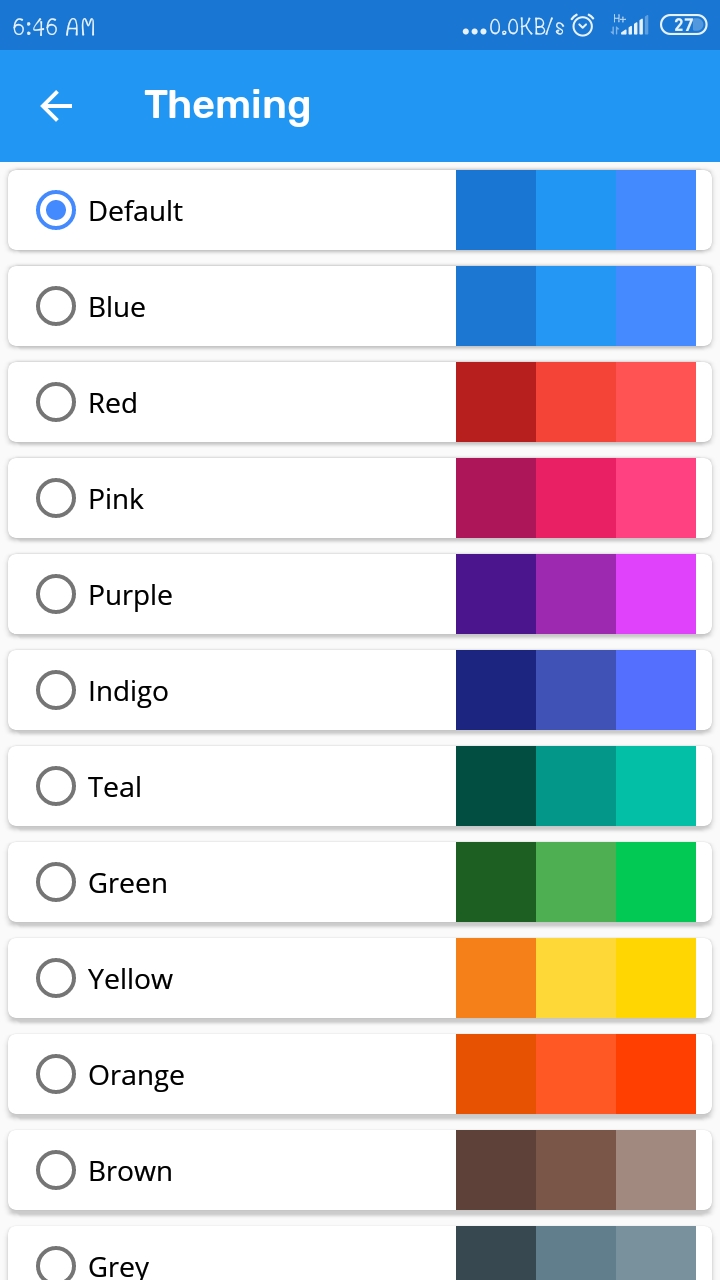 6:46 AM ...0.0KB/s H+ 27
Theming
Default
Blue
Red
Pink
Purple
Indigo
Teal
Green
Yellow
Orange
Brown
Grey